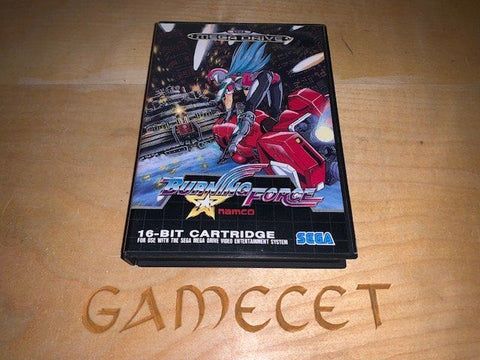 SEGA
MEGA DRIVE
BURNING FORCE
namco
16-BIT CARTRIDGE
FOR USE WITH THE SEGA MEGA DRIVE VIDEO ENTERTAINMENT SYSTEM
SEGA
GAMECET